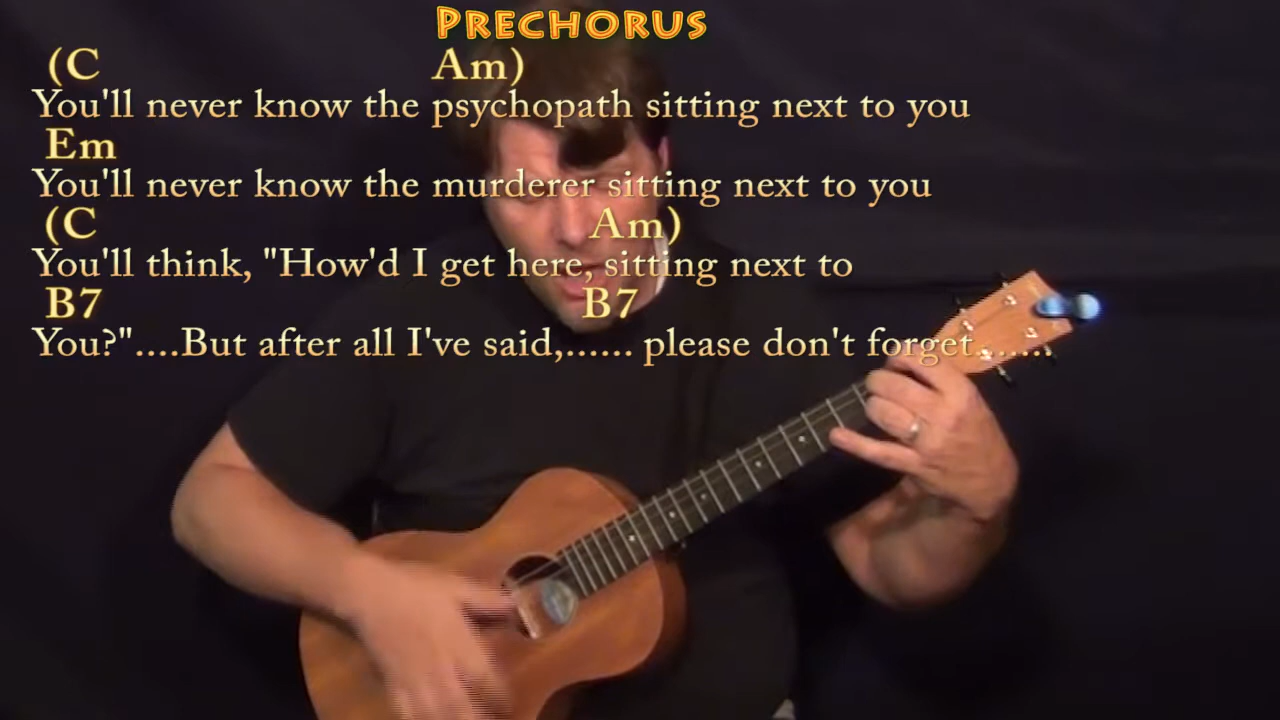 PRECHORUS
(C Am)
You'll never know the psychopath sitting next to you
Em
You'll never know the murderer sitting next to you
(C Am)
You'll think, "How'd I get here, sitting next to
B7 B7
You?"....But after all I've said,...... please don't forget.......